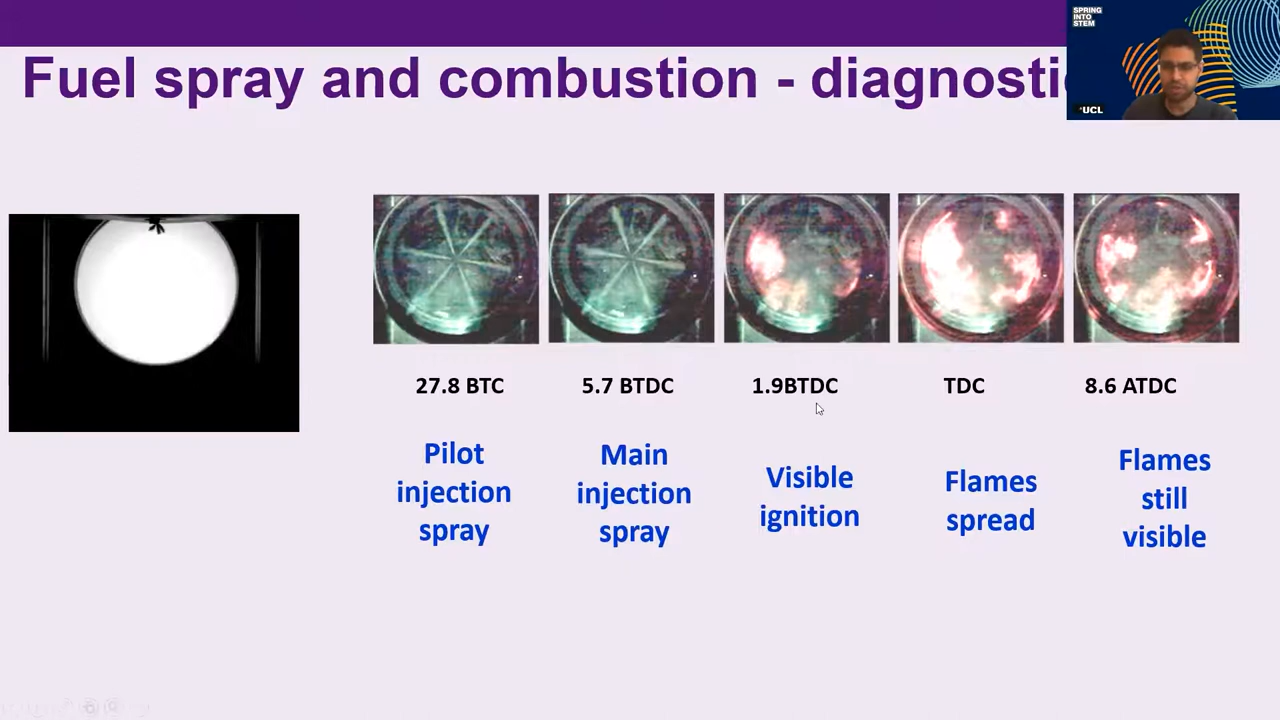 Fuel spray and combustion - diagnosti
SPRING
INTO
STEM
UCL
27.8 BTC
5.7 BTDC
1.9BTDC
TDC
8.6 ATDC
Pilot
injection
spray
Main
injection
spray
Visible
ignition
Flames
spread
Flames
still
visible